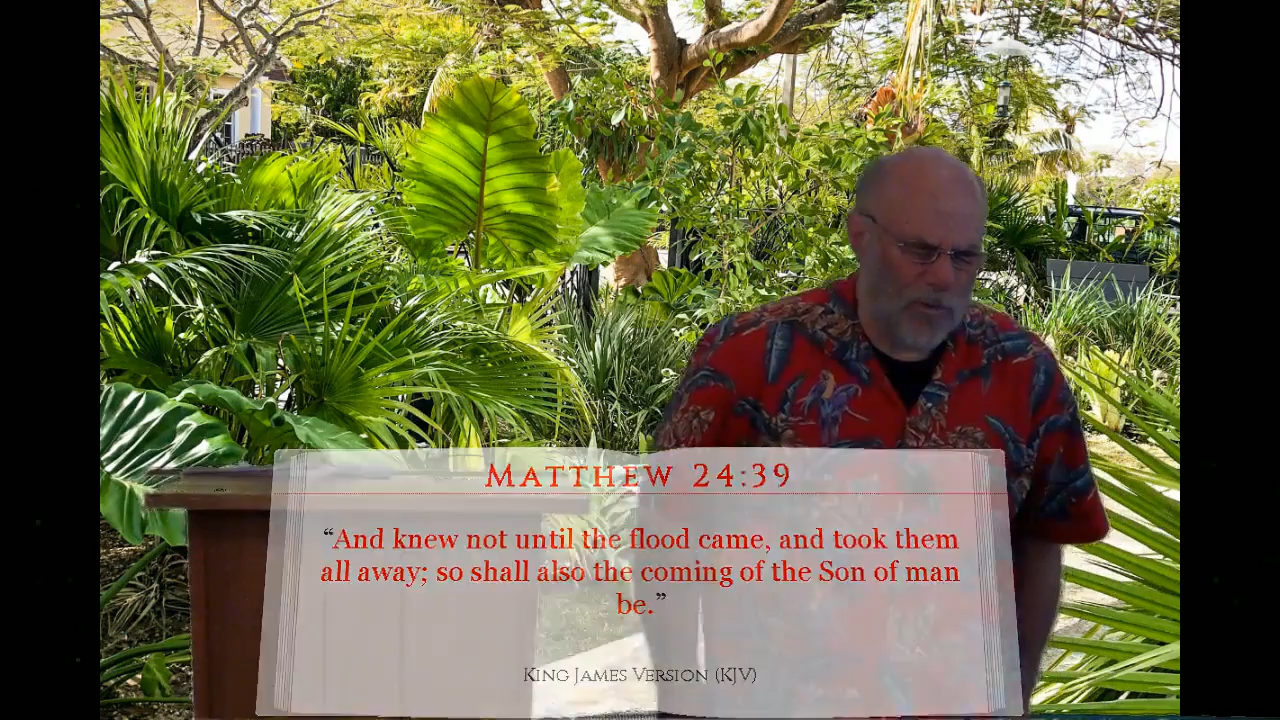 Matthew 24:39
“And knew not until the flood came, and took them
all away; so shall also the coming of the Son of man
be.”
King James Version (KJV)